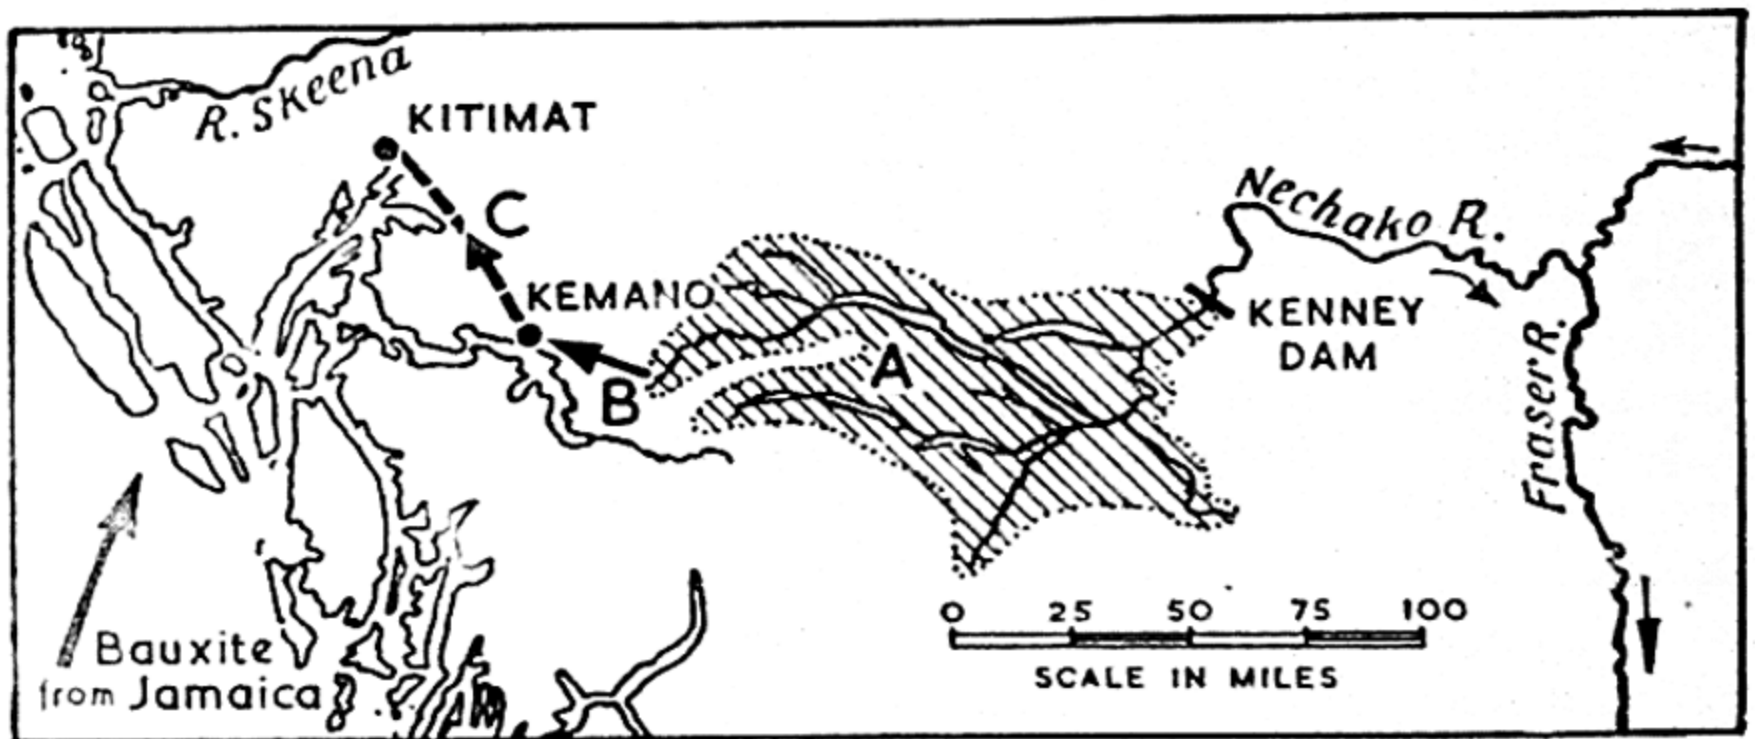 R. Skeena
KITIMAT
C
KEMANO
B
A
Nechako R.
KENNEY
DAM
Fraser R.
Bauxite
from Jamaica
0 25 50 75 100
SCALE IN MILES